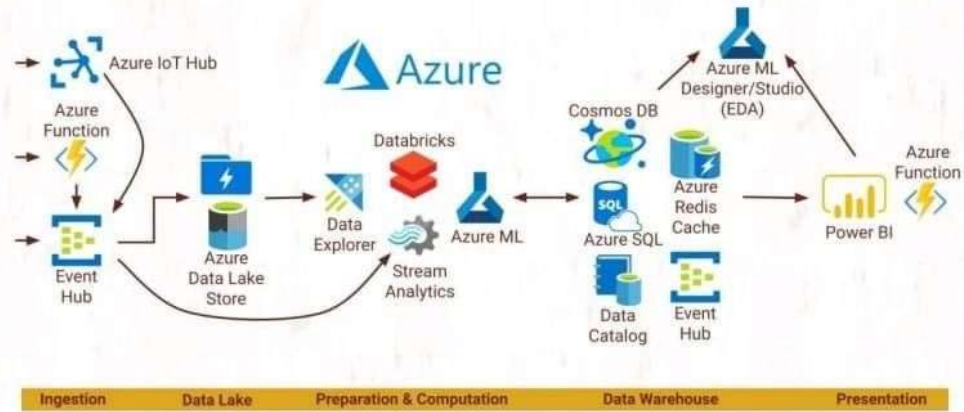 Azure IoT Hub
Azure
Function
Event
Hub
Azure
Data Lake
Store
Azure
Databricks
Data
Explorer
Stream
Analytics
Azure ML
Cosmos DB
SQL
Azure SQL
Azure
Redis
Cache
Data
Catalog
Event
Hub
Azure ML
Designer/Studio
(EDA)
Power BI
Azure
Function
Ingestion
Data Lake
Preparation & Computation
Data Warehouse
Presentation